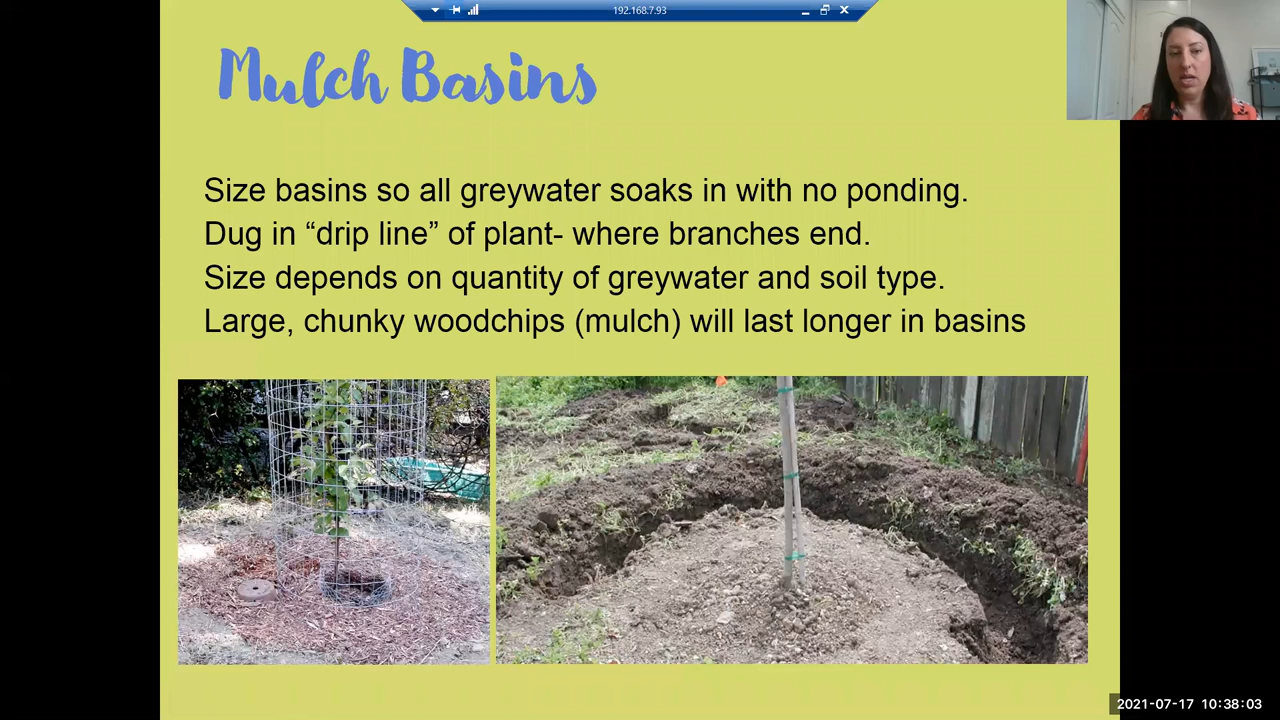 192.168.7.93
Mulch Basins
Size basins so all greywater soaks in with no ponding.
Dug in “drip line” of plant- where branches end.
Size depends on quantity of greywater and soil type.
Large, chunky woodchips (mulch) will last longer in basins
2021-07-17 10:38:03